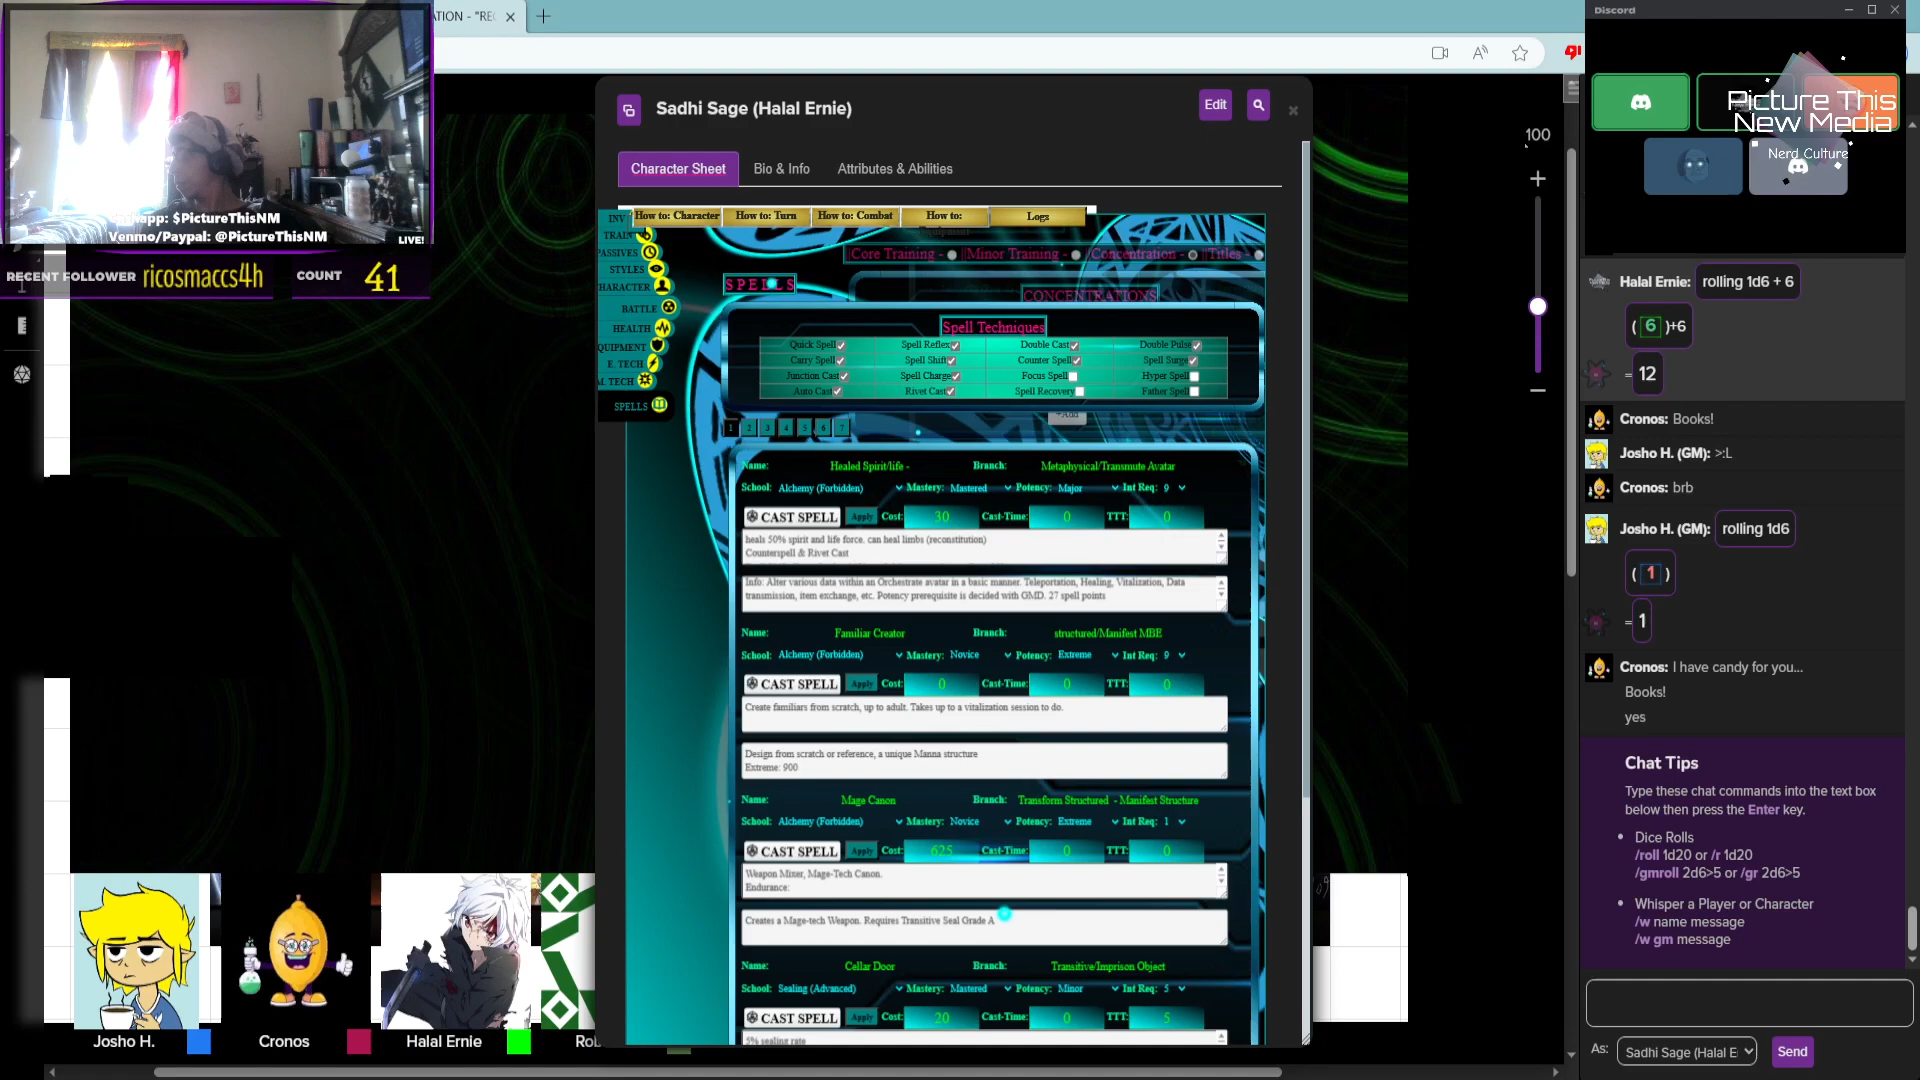 ATION - "REC
$PictureThisNM
Venmo/Paypal: @PictureThisNM
LIVE!
RECENT FOLLOWER ricosmaccs4h COUNT 41
Sadhi Sage (Halal Ernie)
Edit
Character Sheet Bio & Info Attributes & Abilities
How to: Character How to: Turn How to: Combat How to: Logs
INV
TRAIN
PASSIVES
STYLES
CHARACTER
BATTLE
HEALTH
EQUIPMENT
E. TECH
L TECH
SPELLS
Core Training - Minor Training - Concentration - Titles -
SPELLS
CONCENTRATIONS
Spell Techniques
Quick Spell Spell Reflex Double Cast Double Pulse
Carry Spell Spell Shift Counter Spell Spell Surge
Junction Cast Spell Charge Focus Spell Hyper Spell
Auto Cast Rivet Cast Spell Recovery Father Spell
+Add
1 2 3 4 5 6 7
Name: Healed Spirit/life - Branch: Metaphysical/Transmute Avatar
School: Alchemy (Forbidden) Mastery: Mastered Potency: Major Int Req: 9
CAST SPELL Apply Cost: 30 Cast-Time: 0 TTT: 0
heals 50% spirit and life force. can heal limbs (reconstitution)
Counterspell & Rivet Cast
Info: Alter various data within an Orchestrate avatar in a basic manner. Teleportation, Healing, Vitalization, Data
transmission, item exchange, etc. Potency prerequisite is decided with GMD. 27 spell points
Name: Familiar Creator Branch: structured/Manifest MBE
School: Alchemy (Forbidden) Mastery: Novice Potency: Extreme Int Req: 9
CAST SPELL Apply Cost: 0 Cast-Time: 0 TTT: 0
Create familiars from scratch, up to adult. Takes up to a vitalization session to do.
Design from scratch or reference, a unique Manna structure
Extreme: 900
Name: Mage Canon Branch: Transform Structured - Manifest Structure
School: Alchemy (Forbidden) Mastery: Novice Potency: Extreme Int Req: 1
CAST SPELL Apply Cost: 625 Cast-Time: 0 TTT: 0
Weapon Mixer, Mage-Tech Canon.
Endurance:
Creates a Mage-tech Weapon. Requires Transitive Seal Grade A
Name: Cellar Door Branch: Transitive/Imprison Object
School: Sealing (Advanced) Mastery: Mastered Potency: Minor Int Req: 5
CAST SPELL Apply Cost: 20 Cast-Time: 0 TTT: 5
5% sealing rate
Josho H. Cronos Halal Ernie Rob
100
Discord
Picture This
New Media
Nerd Culture
Halal Ernie: rolling 1d6 + 6
(6)+6
=12
Cronos: Books!
Josho H. (GM): >:L
Cronos: brb
Josho H. (GM): rolling 1d6
(1)
=1
Cronos: I have candy for you...
Books!
yes
Chat Tips
Type these chat commands into the text box
below then press the Enter key.
• Dice Rolls
/roll 1d20 or /r 1d20
/gmroll 2d6>5 or /gr 2d6>5
• Whisper a Player or Character
/w name message
/w gm message
As: Sadhi Sage (Halal E Send